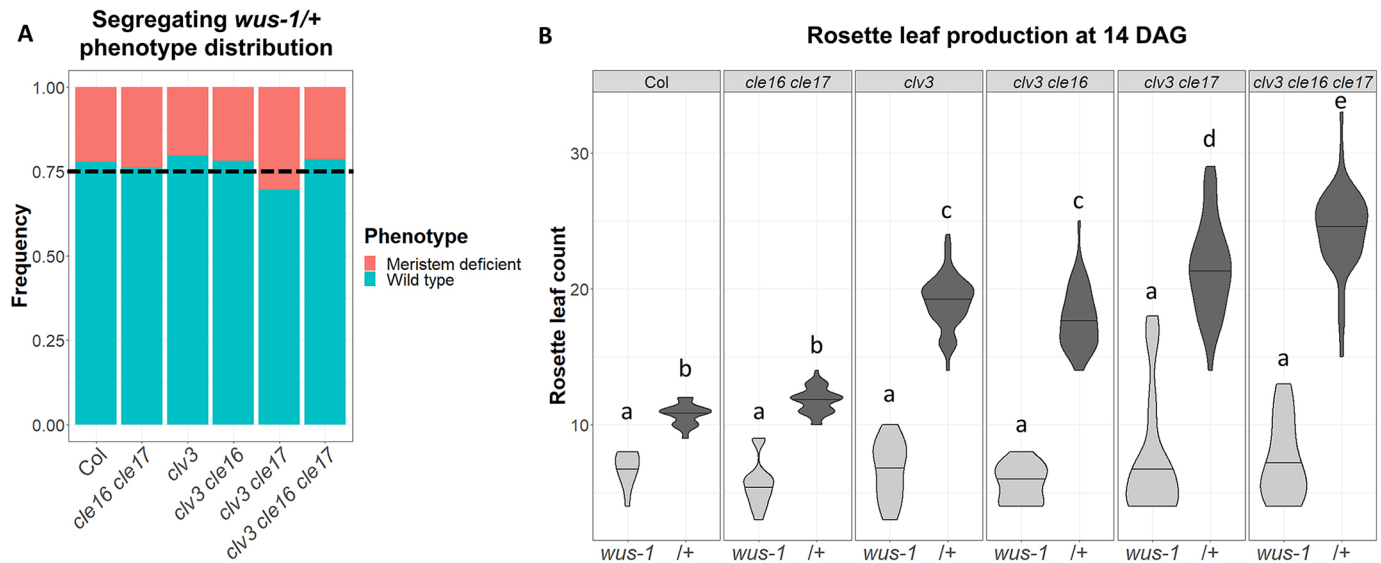 A
Segregating wus-1/+
phenotype distribution
Frequency
1.00
0.75
0.50
0.25
0.00
Col
cle16 cle17
clv3
clv3 cle16
clv3 cle17
clv3 cle16 cle17
Phenotype
Meristem deficient
Wild type
B
Rosette leaf production at 14 DAG
Rosette leaf count
30
20
10
Col
cle16 cle17
clv3
clv3 cle16
clv3 cle17
clv3 cle16 cle17
a
b
a
b
a
c
a
c
a
d
a
e
wus-1 /+
wus-1 /+
wus-1 /+
wus-1 /+
wus-1 /+
wus-1 /+